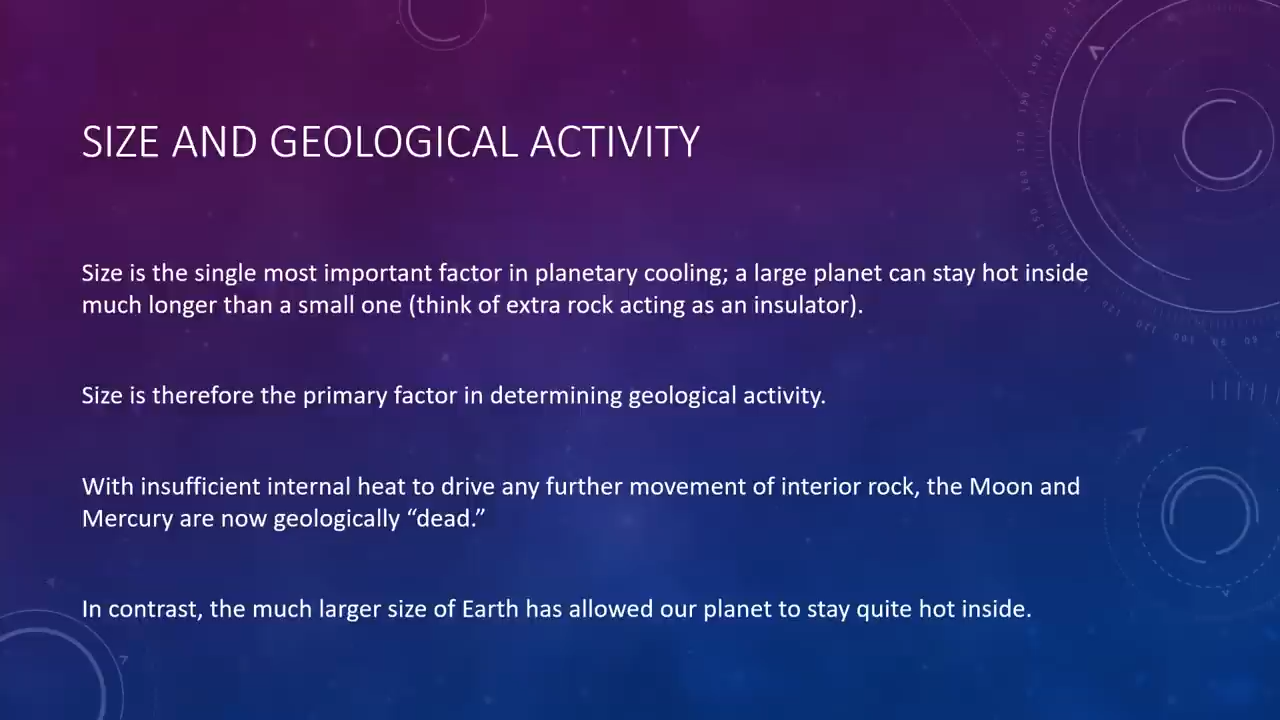 SIZE AND GEOLOGICAL ACTIVITY
Size is the single most important factor in planetary cooling; a large planet can stay hot inside
much longer than a small one (think of extra rock acting as an insulator).
Size is therefore the primary factor in determining geological activity.
With insufficient internal heat to drive any further movement of interior rock, the Moon and
Mercury are now geologically “dead.”
In contrast, the much larger size of Earth has allowed our planet to stay quite hot inside.